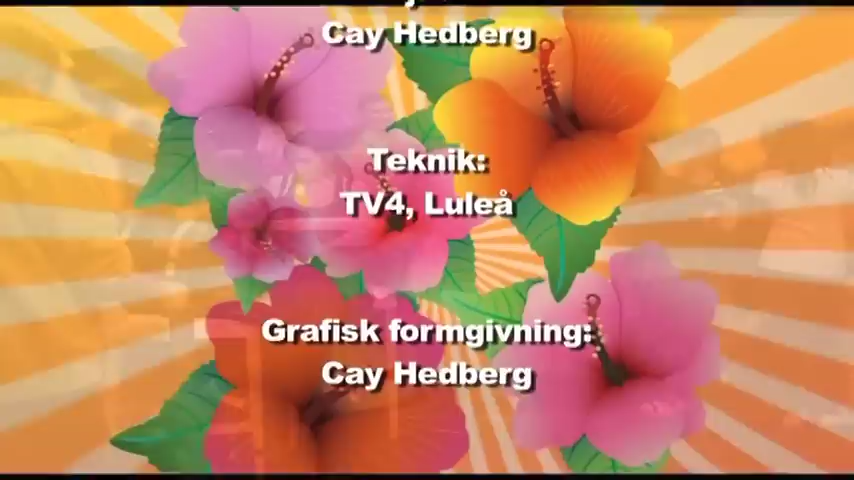 Cay Hedberg
Teknik:
TV4, Luleå
Grafisk formgivning:
Cay Hedberg